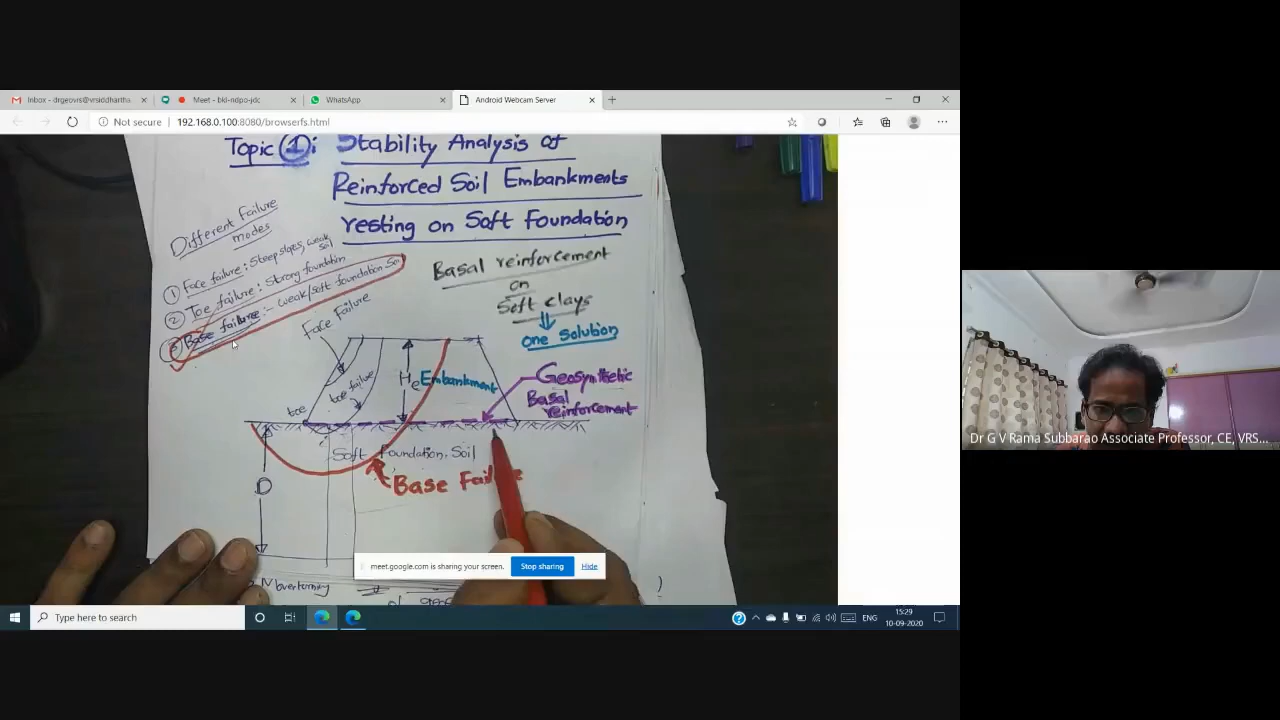 Inbox - drgeovrs@vrsiddhartha.
Meet - bkl-ndpo-jdc
WhatsApp
Android Webcam Server
Not secure
192.168.0.100:8080/browserfs.html
Topic 1: Stability Analysis of
Reinforced Soil Embankments
resting on Soft Foundation
Different Failure
modes
1 Face failure: Steep slopes, weak
soil
2 Toe failure: Strong foundation
3 Base failure:- weak/soft foundation Soil
Basal reinforcement
on
Soft clays
one Solution
Face Failure
toe failure
toe
He
Embankment
Geosynthetic
Basal
reinforcement
Soft Foundation Soil
Base Failure
D
meet.google.com is sharing your screen.
Stop sharing
Hide
Dr G V Rama Subbarao Associate Professor, CE, VRS...
Type here to search
ENG
15:29
10-09-2020